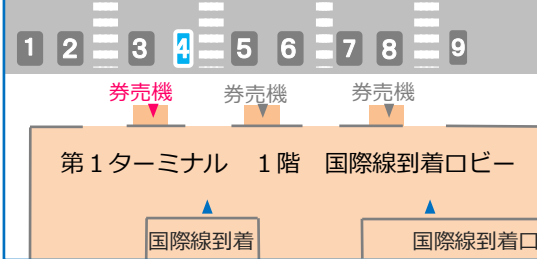 1 2 3 4 5 6 7 8 9
券売機 券売機 券売機
第1ターミナル 1階 国際線到着ロビー
国際線到着 国際線到着口